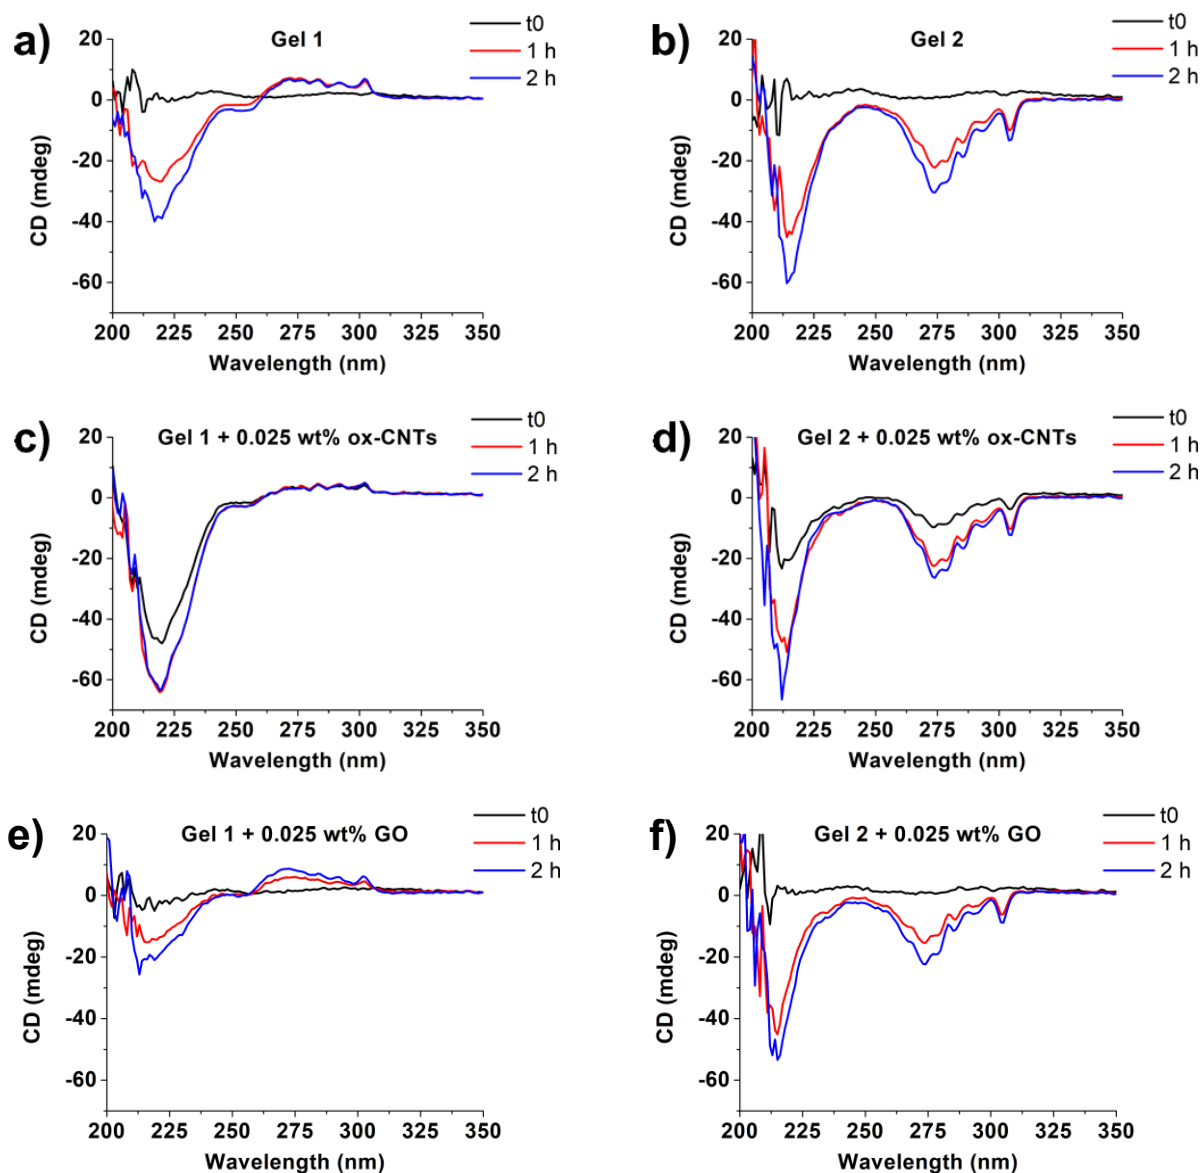 a)
Gel 1
t0
1 h
2 h
20
0
-20
-40
-60
CD (mdeg)
200 225 250 275 300 325 350
Wavelength (nm)
b)
Gel 2
t0
1 h
2 h
20
0
-20
-40
-60
CD (mdeg)
200 225 250 275 300 325 350
Wavelength (nm)
c)
Gel 1 + 0.025 wt% ox-CNTs
t0
1 h
2 h
20
0
-20
-40
-60
CD (mdeg)
200 225 250 275 300 325 350
Wavelength (nm)
d)
Gel 2 + 0.025 wt% ox-CNTs
t0
1 h
2 h
20
0
-20
-40
-60
CD (mdeg)
200 225 250 275 300 325 350
Wavelength (nm)
e)
Gel 1 + 0.025 wt% GO
t0
1 h
2 h
20
0
-20
-40
-60
CD (mdeg)
200 225 250 275 300 325 350
Wavelength (nm)
f)
Gel 2 + 0.025 wt% GO
t0
1 h
2 h
20
0
-20
-40
-60
CD (mdeg)
200 225 250 275 300 325 350
Wavelength (nm)